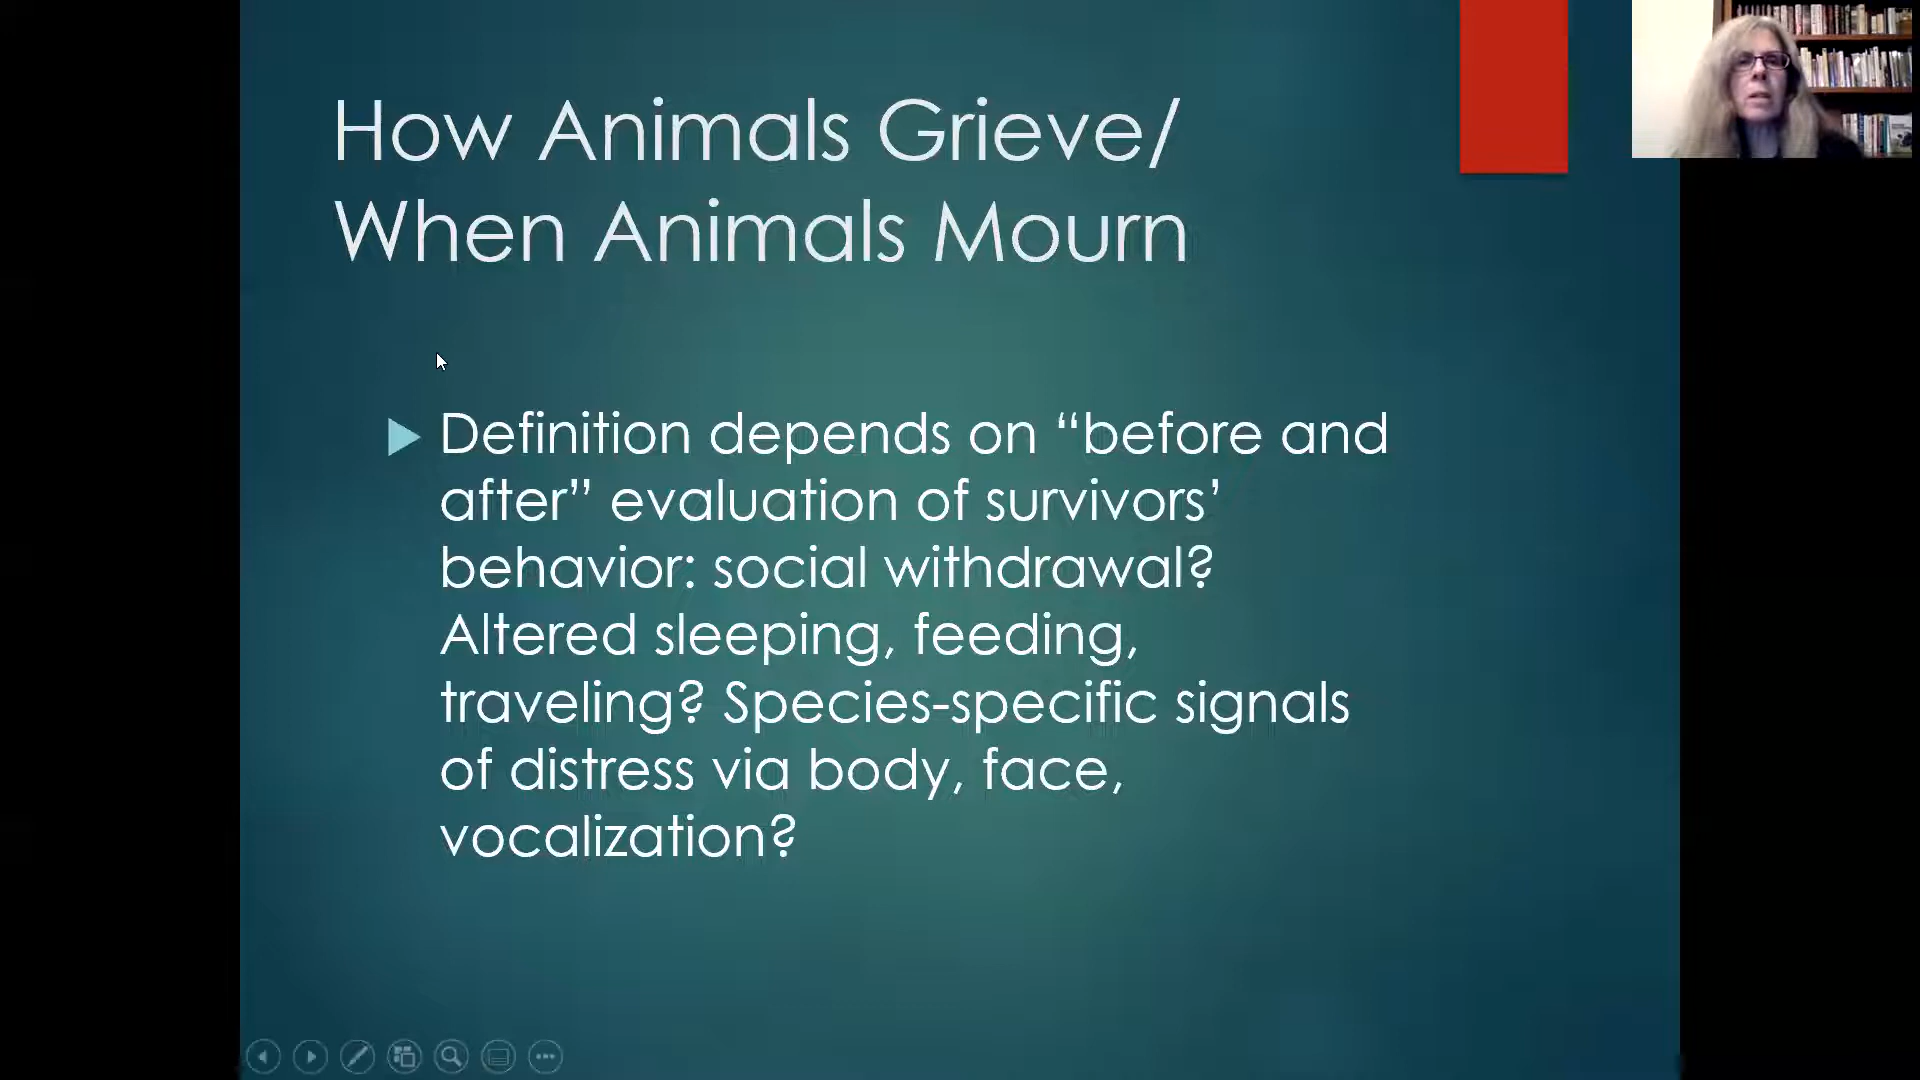 How Animals Grieve/
When Animals Mourn
Definition depends on “before and
after” evaluation of survivors’
behavior: social withdrawal?
Altered sleeping, feeding,
traveling? Species-specific signals
of distress via body, face,
vocalization?